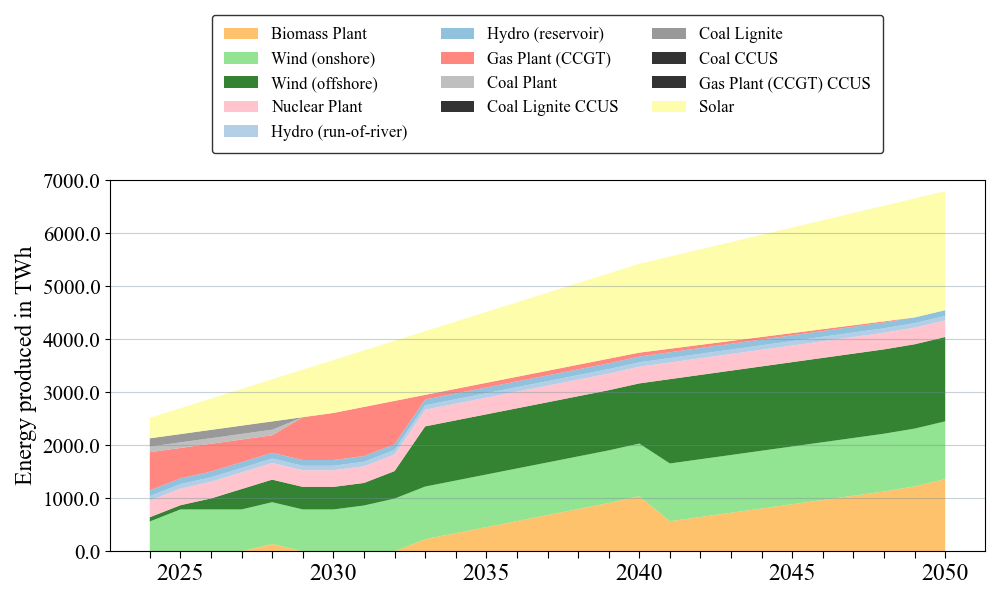 Biomass Plant
Wind (onshore)
Wind (offshore)
Nuclear Plant
Hydro (run-of-river)
Hydro (reservoir)
Gas Plant (CCGT)
Coal Plant
Coal Lignite CCUS
Coal Lignite
Coal CCUS
Gas Plant (CCGT) CCUS
Solar
Energy produced in TWh
7000.0
6000.0
5000.0
4000.0
3000.0
2000.0
1000.0
0.0
2025 2030 2035 2040 2045 2050